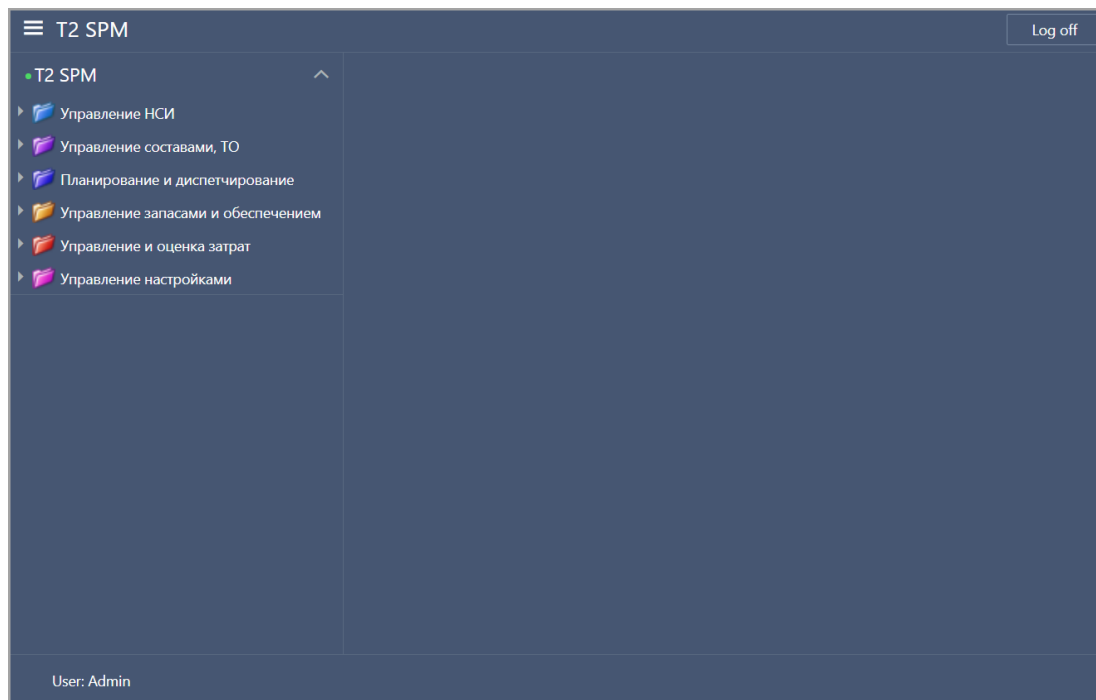 T2 SPM
Log off
T2 SPM
Управление НСИ
Управление составами, ТО
Планирование и диспетчирование
Управление запасами и обеспечением
Управление и оценка затрат
Управление настройками
User: Admin